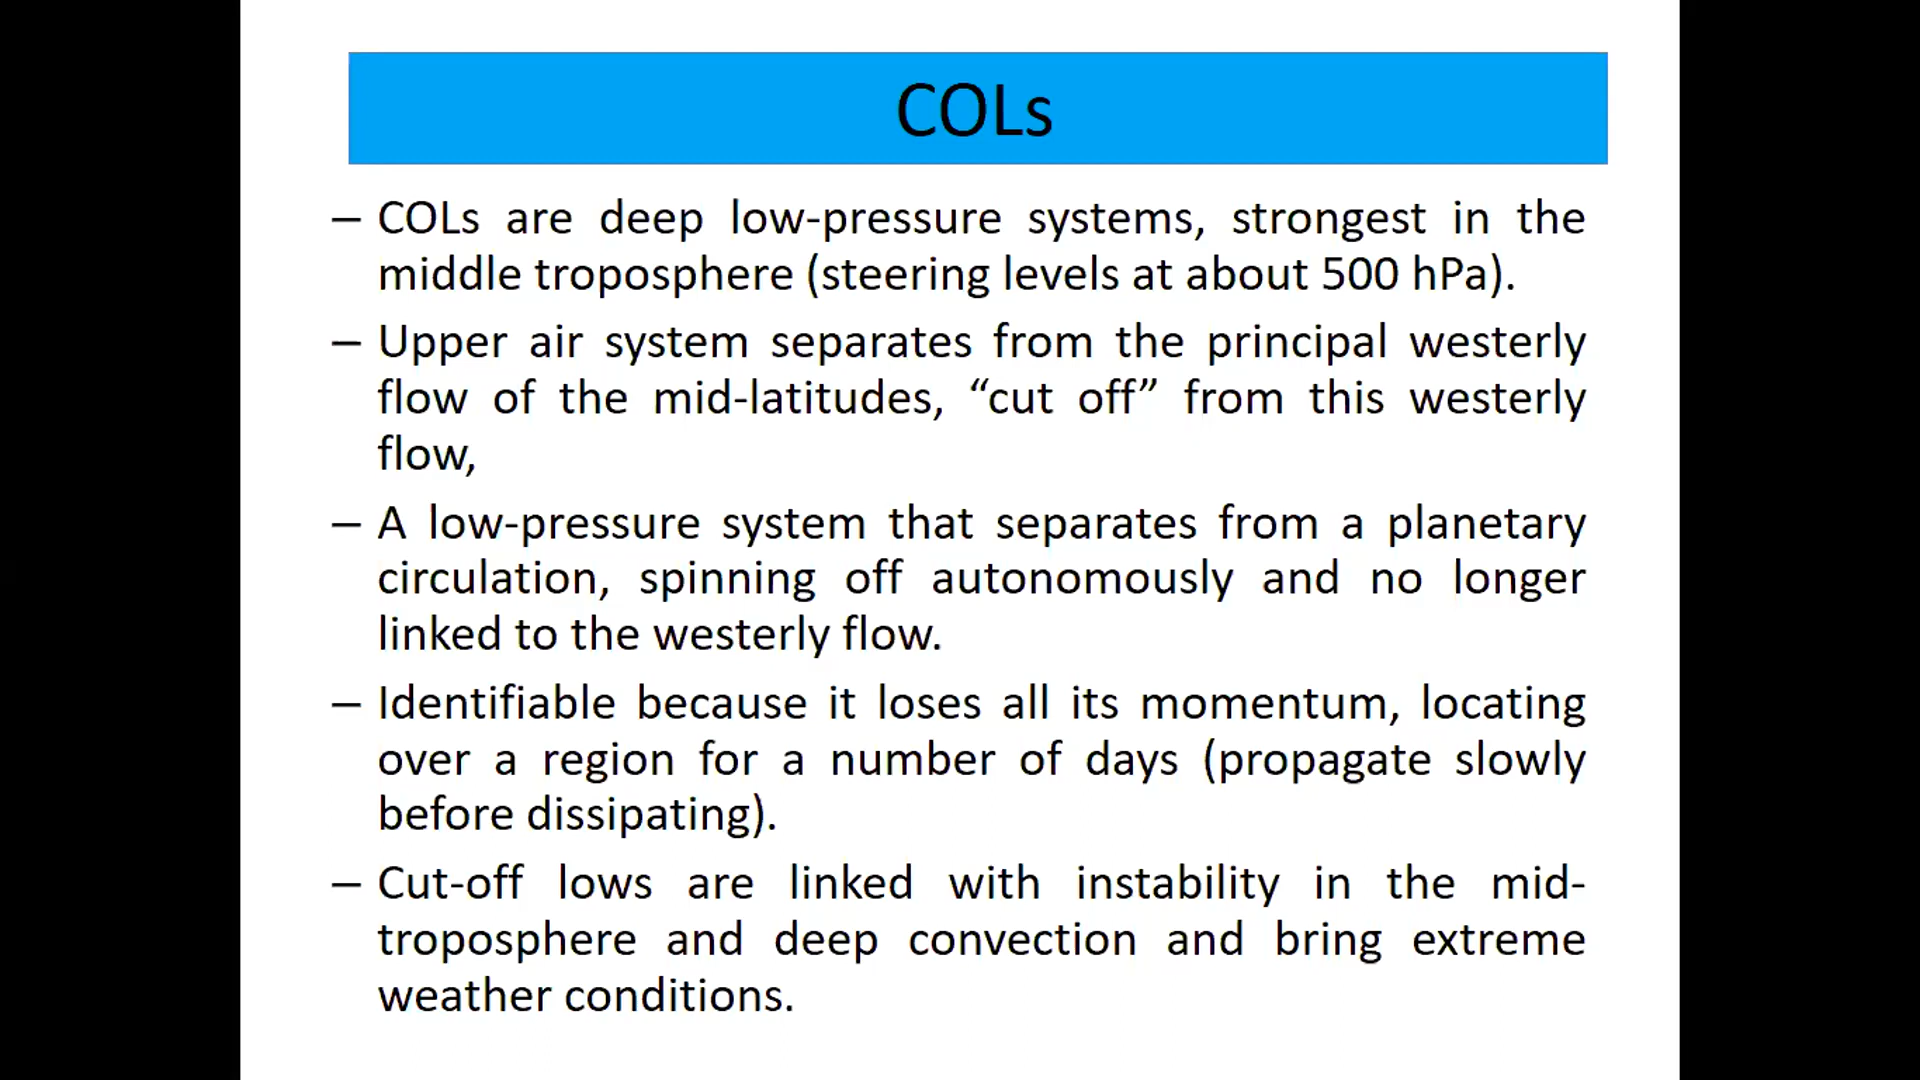 COLs
– COLs are deep low-pressure systems, strongest in the
middle troposphere (steering levels at about 500 hPa).
– Upper air system separates from the principal westerly
flow of the mid-latitudes, “cut off” from this westerly
flow,
– A low-pressure system that separates from a planetary
circulation, spinning off autonomously and no longer
linked to the westerly flow.
– Identifiable because it loses all its momentum, locating
over a region for a number of days (propagate slowly
before dissipating).
– Cut-off lows are linked with instability in the mid-
troposphere and deep convection and bring extreme
weather conditions.